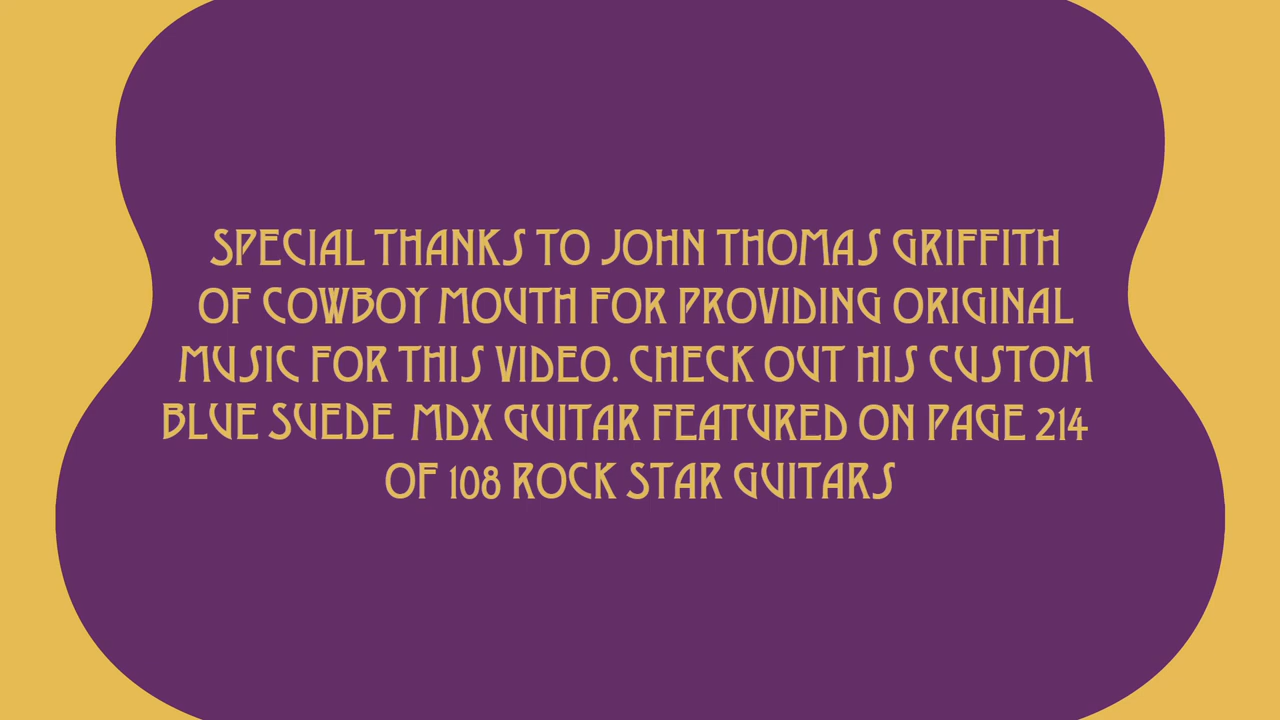 SPECIAL THANKS TO JOHN THOMAS GRIFFITH
OF COWBOY MOUTH FOR PROVIDING ORIGINAL
MUSIC FOR THIS VIDEO. CHECK OUT HIS CUSTOM
BLUE SUEDE MDX GUITAR FEATURED ON PAGE 214
OF 108 ROCK STAR GUITARS